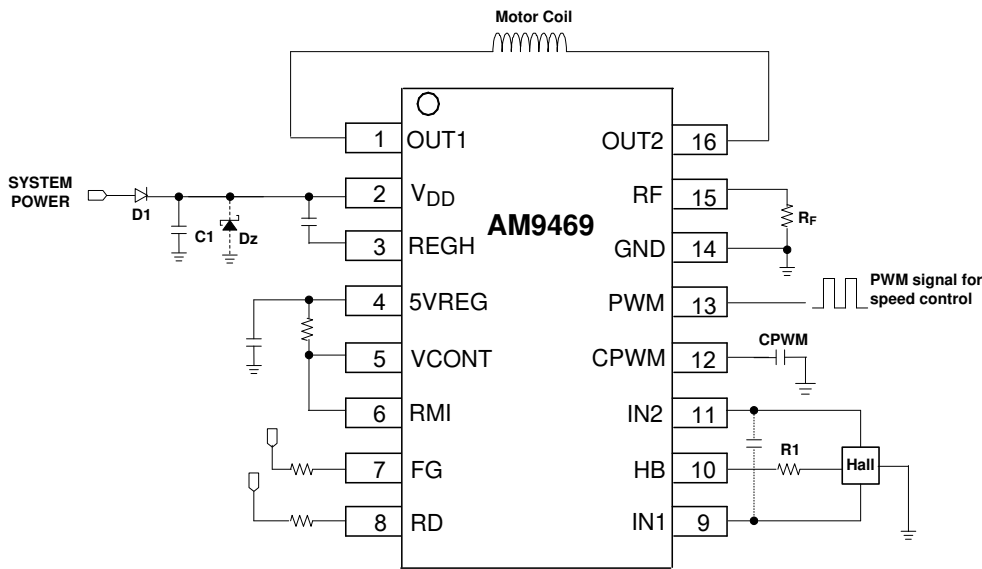 Motor Coil
1 OUT1
OUT2 16
SYSTEM
POWER
D1
C1
Dz
2 VDD
RF 15
RF
AM9469
3 REGH
GND 14
4 5VREG
PWM 13
PWM signal for
speed control
5 VCONT
CPWM 12
CPWM
6 RMI
IN2 11
7 FG
HB 10
R1
Hall
8 RD
IN1 9